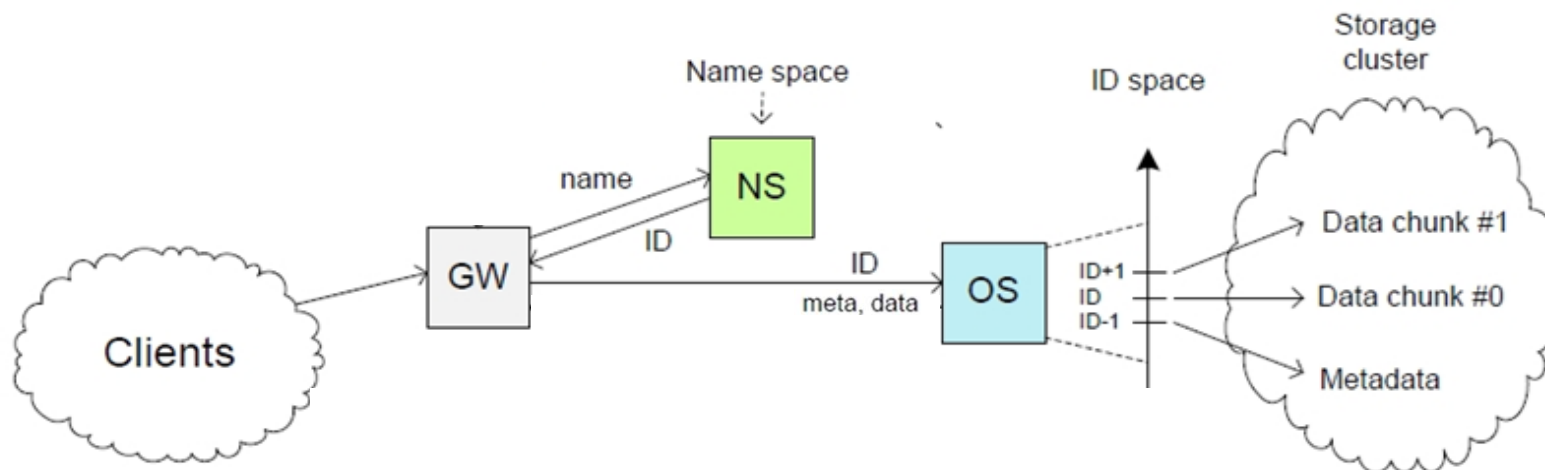 Storage
cluster
Name space
ID space
name
NS
ID
GW
ID
meta, data
OS
ID+1
ID
ID-1
Data chunk #1
Data chunk #0
Metadata
Clients